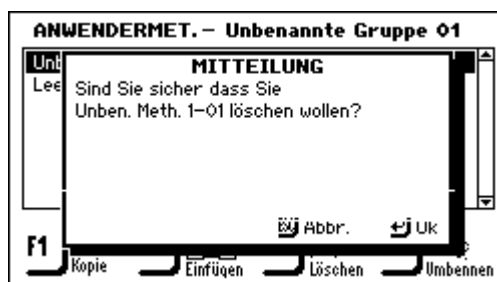 ANWENDERMET. - Unbenannte Gruppe 01
MITTEILUNG
Sind Sie sicher dass Sie
Unben. Meth. 1-01 löschen wollen?
Abbr. Ok
F1
Kopie Einfügen Löschen Umbennen